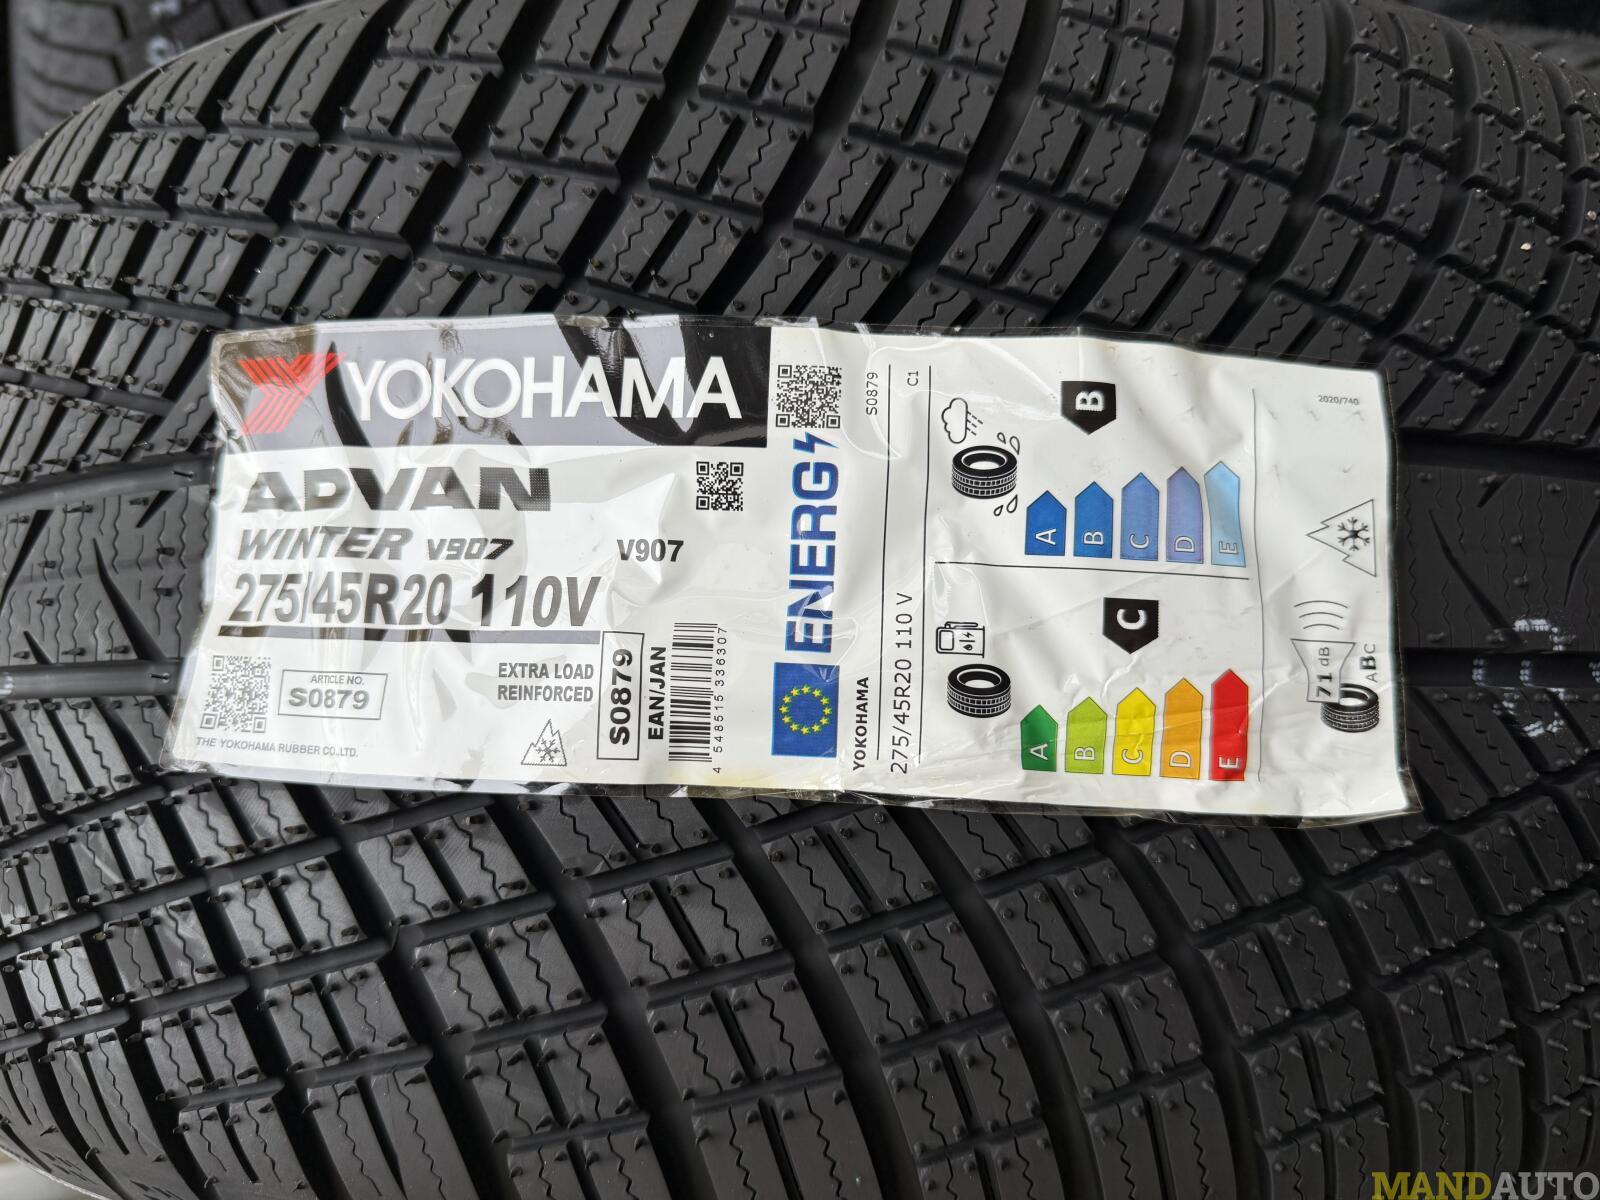 YOKOHAMA
ADVAN
WINTER V907
275/45R20 110V
V907
ARTICLE NO.
S0879
EXTRA LOAD
REINFORCED
THE YOKOHAMA RUBBER CO.,LTD.
S0879
EAN/JAN
4 548515 336307
ENERG
YOKOHAMA
S0879
275/45R20 110 V
C1
B
A
B
C
D
E
C
A
B
C
D
E
2020/740
71 dB
ABC
MANDAUTO